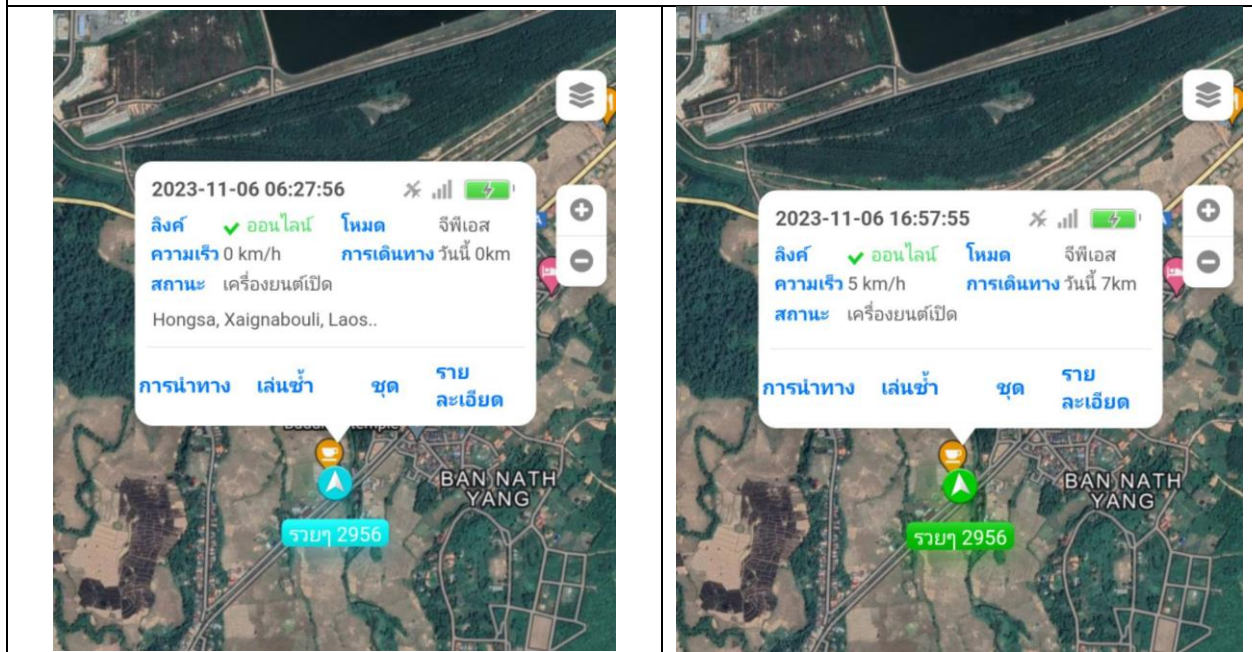 2023-11-06 06:27:56
ลิงค์ ออนไลน์ โหมด จีพีเอส
ความเร็ว 0 km/h การเดินทาง วันนี้ 0km
สถานะ เครื่องยนต์เปิด
Hongsa, Xaignabouli, Laos..
การนำทาง เล่นซ้ำ ชุด ราย
ละเอียด
BAN NATH
YANG
รวยๆ 2956
2023-11-06 16:57:55
ลิงค์ ออนไลน์ โหมด จีพีเอส
ความเร็ว 5 km/h การเดินทาง วันนี้ 7km
สถานะ เครื่องยนต์เปิด
การนำทาง เล่นซ้ำ ชุด ราย
ละเอียด
BAN NATH
YANG
รวยๆ 2956